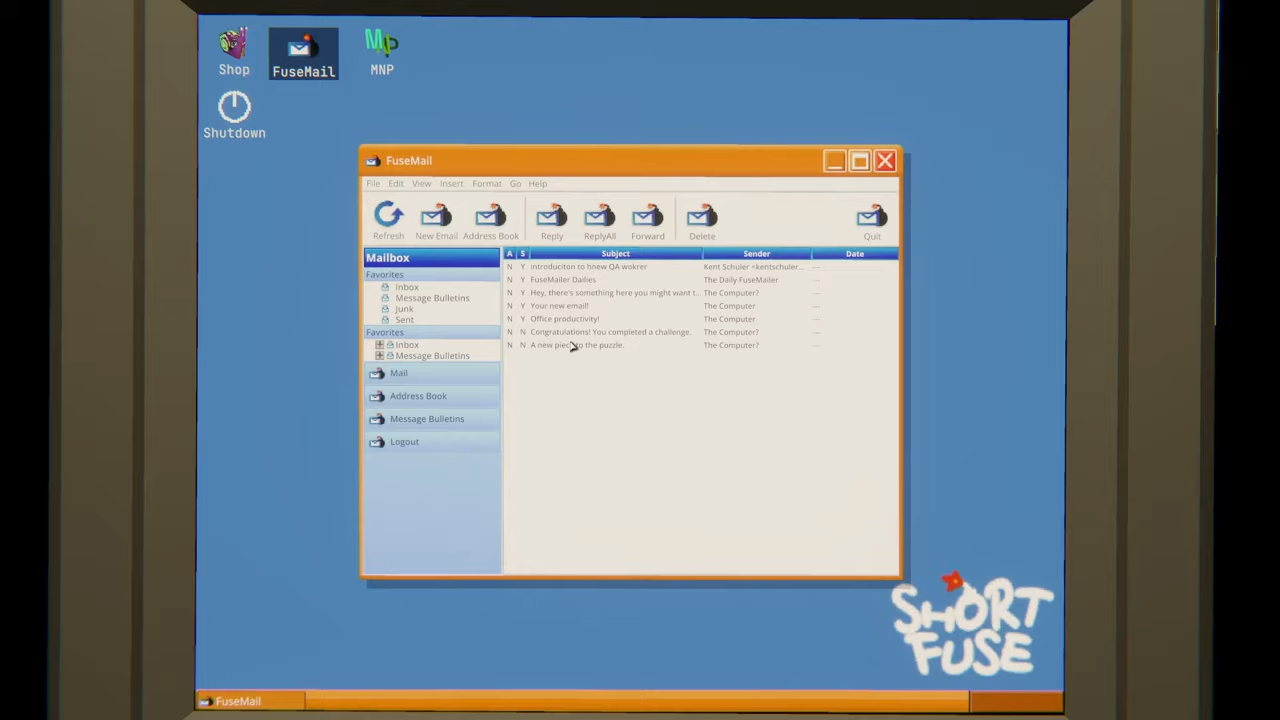 Shop
FuseMail
MNP
Shutdown
FuseMail
File Edit View Insert Format Go Help
Refresh New Email Address Book Reply ReplyAll Forward Delete Quit
Mailbox
Favorites
Inbox
Message Bulletins
Junk
Sent
Favorites
Inbox
Message Bulletins
Mail
Address Book
Message Bulletins
Logout
A S Subject Sender Date
N Y Introduciton to hnew QA wokrer Kent Schuler <kentschuler... ---
N Y FuseMailer Dailies The Daily FuseMailer ---
N Y Hey, there's something here you might want t... The Computer? ---
N Y Your new email! The Computer ---
N Y Office productivity! The Computer ---
N N Congratulations! You completed a challenge. The Computer? ---
N N A new piece to the puzzle. The Computer? ---
SHORT
FUSE
FuseMail